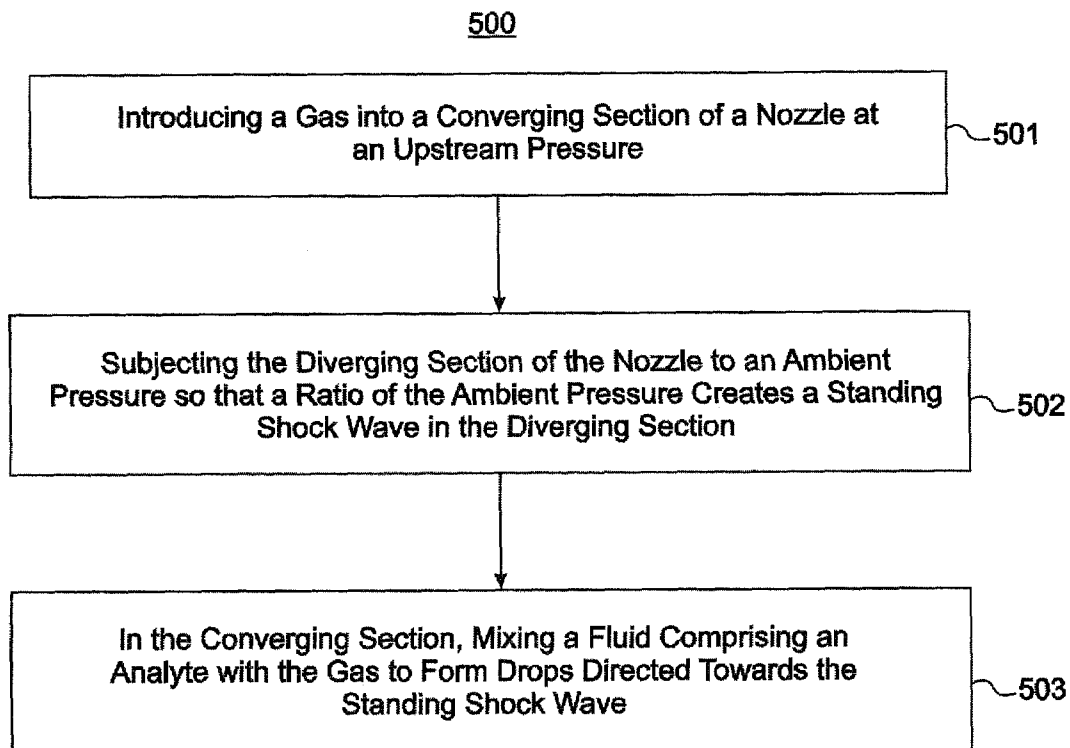 500
Introducing a Gas into a Converging Section of a Nozzle at
an Upstream Pressure
501
Subjecting the Diverging Section of the Nozzle to an Ambient
Pressure so that a Ratio of the Ambient Pressure Creates a Standing
Shock Wave in the Diverging Section
502
In the Converging Section, Mixing a Fluid Comprising an
Analyte with the Gas to Form Drops Directed Towards the
Standing Shock Wave
503